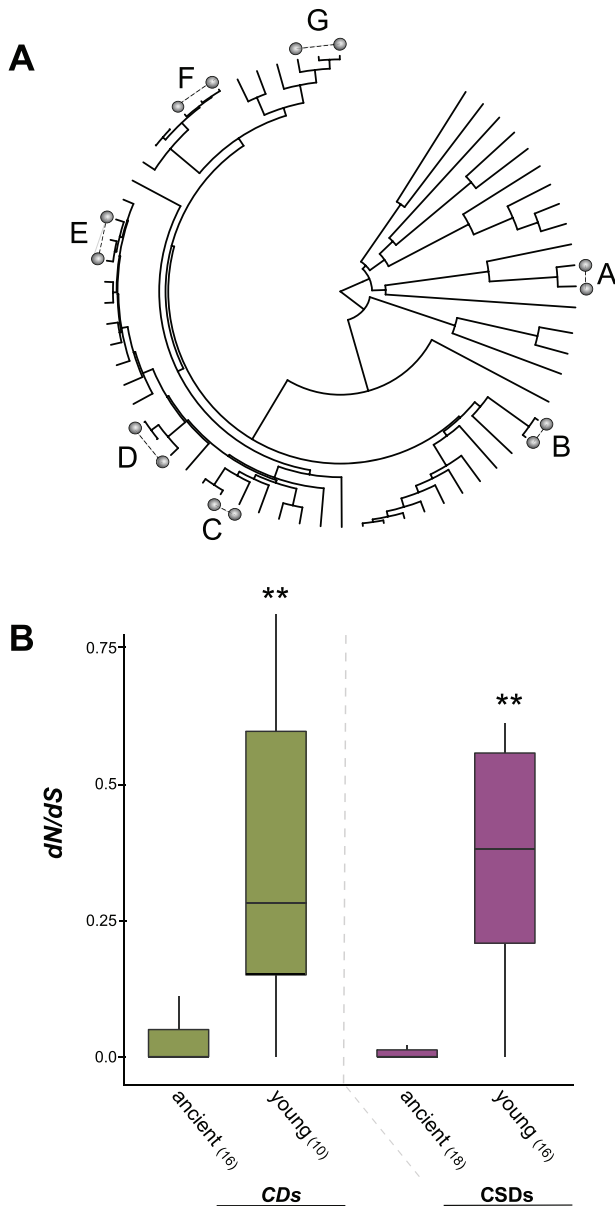 A
G
F
E
A
B
D
C
B
**
**
0.75
0.5
0.25
0.0
dN/dS
ancient (16)
young (10)
ancient (18)
young (16)
CDs
CSDs